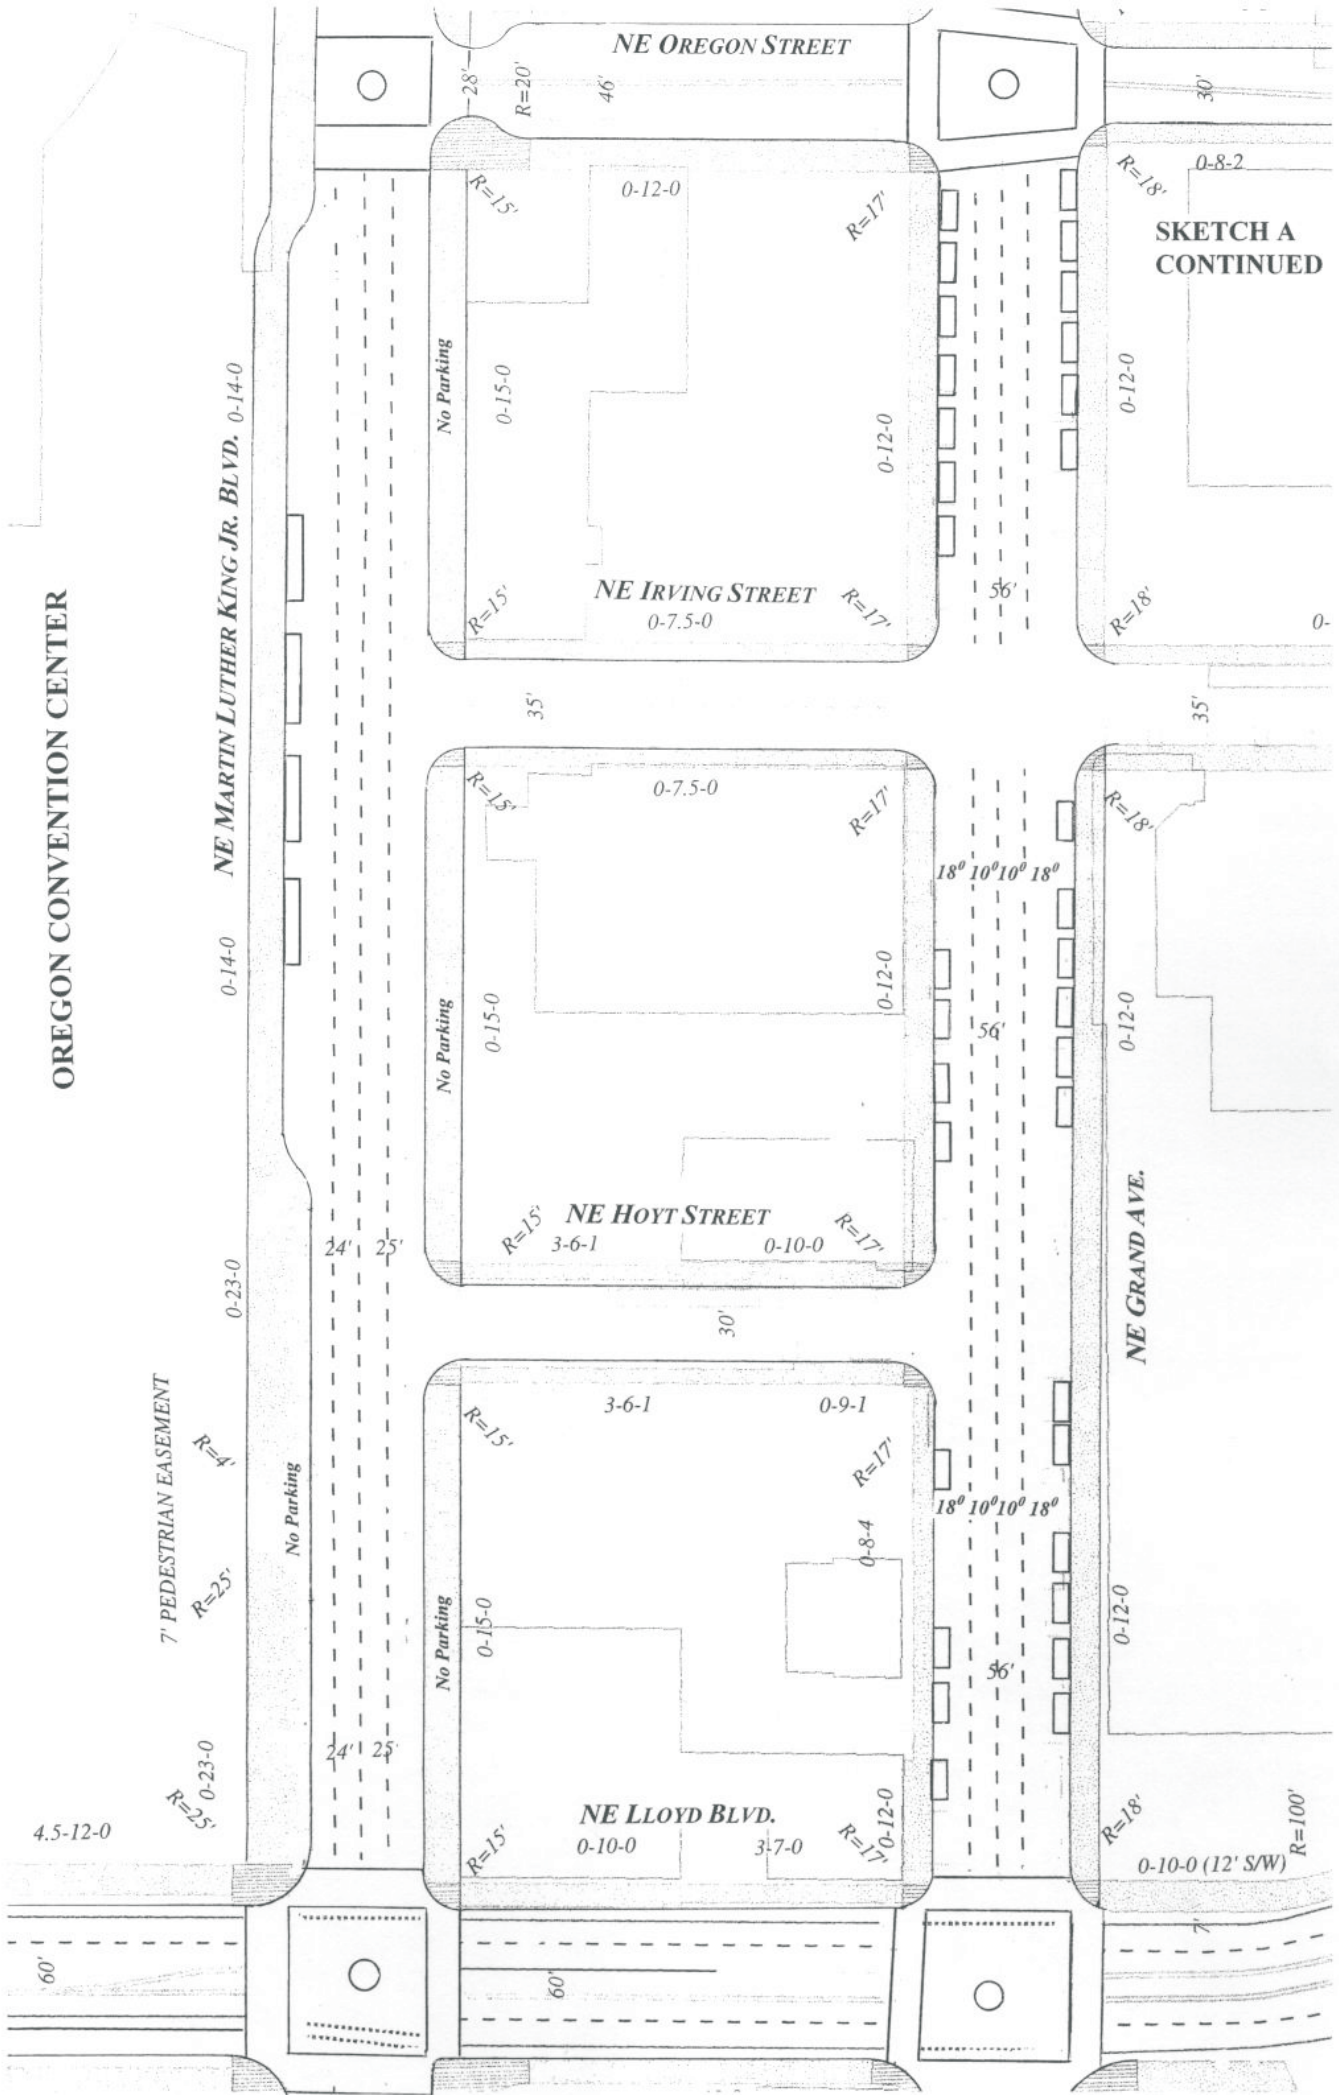 NE OREGON STREET
28'
R=20'
46'
30'
R=15'
0-12-0
R=17'
R=18'
0-8-2
SKETCH A
CONTINUED
No Parking
0-15-0
0-12-0
0-12-0
0-14-0
NE MARTIN LUTHER KING JR. BLVD.
OREGON CONVENTION CENTER
R=15'
NE IRVING STREET
0-7.5-0
R=17'
56'
R=18'
0-
35'
35'
R=15'
0-7.5-0
R=17'
R=18'
18⁰ 10⁰ 10⁰ 18⁰
0-14-0
No Parking
0-15-0
0-12-0
56'
0-12-0
NE GRAND AVE.
R=15'
NE HOYT STREET
3-6-1
0-10-0
R=17'
24'
25'
0-23-0
30'
7' PEDESTRIAN EASEMENT
R=4'
R=25'
No Parking
R=15'
3-6-1
0-9-1
R=17'
18⁰ 10⁰ 10⁰ 18⁰
0-8-4
No Parking
0-15-0
56'
0-12-0
24'
25'
0-23-0
R=25'
4.5-12-0
R=15'
NE LLOYD BLVD.
0-10-0
3-7-0
R=17'
0-12-0
R=18'
R=100'
0-10-0 (12' S/W)
7'
60'
60'